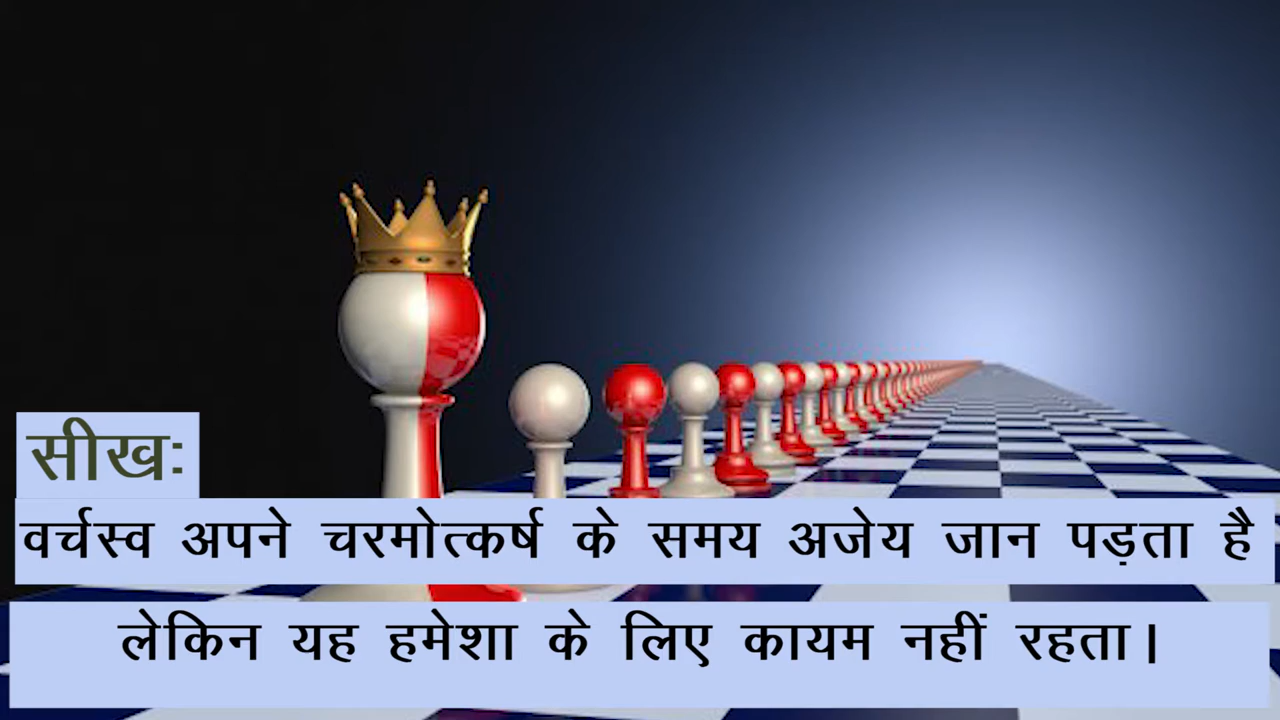 सीख:
वर्चस्व अपने चरमोत्कर्ष के समय अजेय जान पड़ता है
लेकिन यह हमेशा के लिए कायम नहीं रहता।